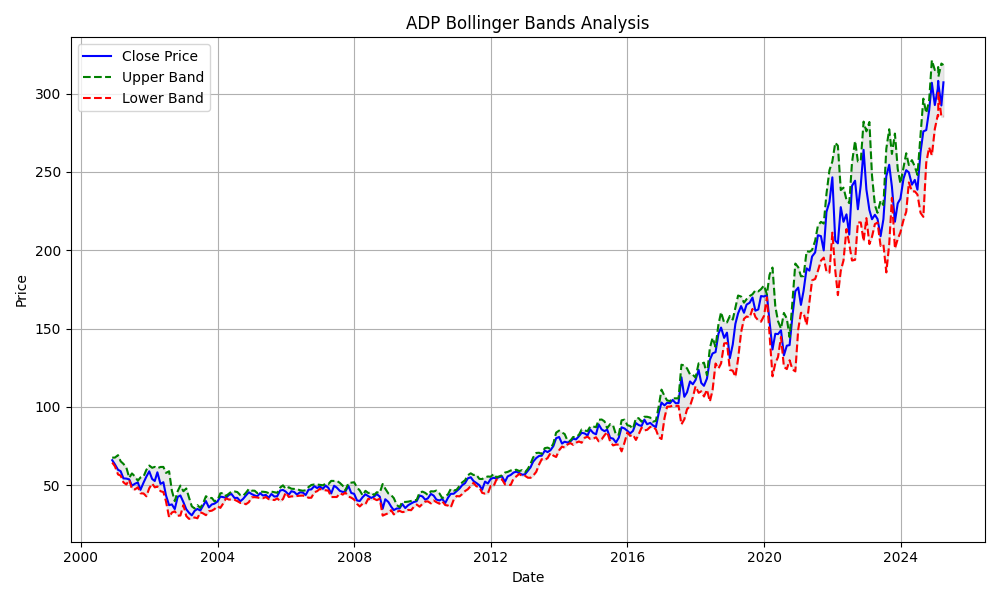 ADP Bollinger Bands Analysis
Close Price
Upper Band
Lower Band
Price
300
250
200
150
100
50
2000
2004
2008
2012
2016
2020
2024
Date